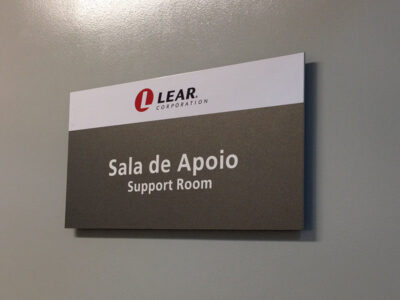 LEAR.
CORPORATION
Sala de Apoio
Support Room